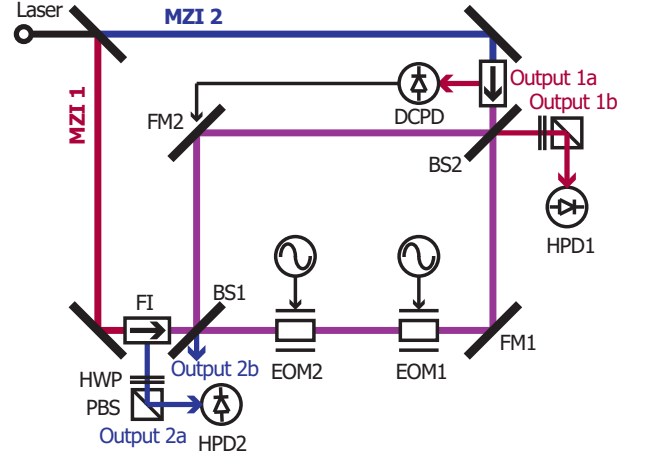 Laser
MZI 2
MZI 1
Output 1a
Output 1b
DCPD
FM2
BS2
HPD1
FI
BS1
FM1
Output 2b
EOM2
EOM1
HWP
PBS
Output 2a
HPD2